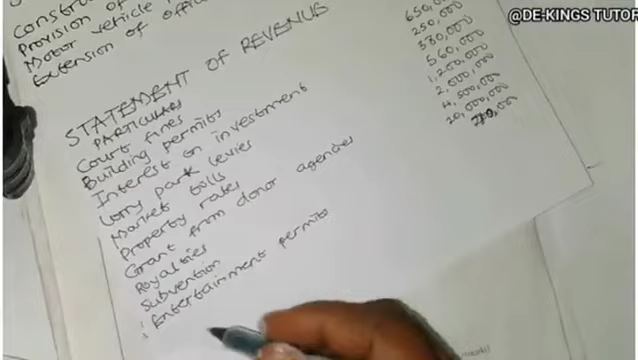 @DE-KINGS TUTOR
Provision of
Motor vehicle
Extension of
STATEMENT OF REVENUE
PARTICULARS
Court fines 650,000
Building permits 250,000
Interest on investment 380,000
Lorry park levies 560,000
Market tolls 1,200,000
Property rates 2,000,000
Grant from donor agencies 4,500,000
Royalties 20,000,000
Subvention
Entertainment permits